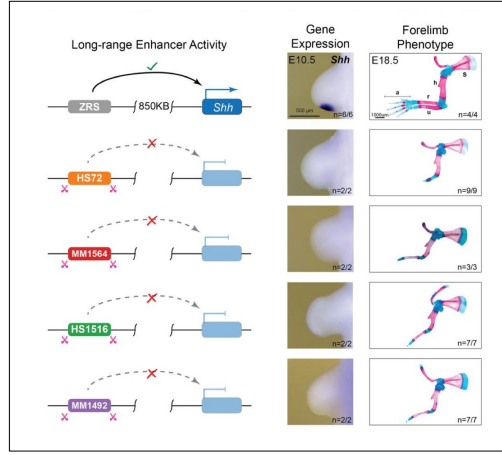 Long-range Enhancer Activity
Gene
Expression
Forelimb
Phenotype
ZRS
850KB
Shh
E10.5
Shh
500 µm
n=6/6
E18.5
s
h
a
r
u
1000µm
n=4/4
HS72
n=2/2
n=9/9
MM1564
n=2/2
n=3/3
HS1516
n=2/2
n=7/7
MM1492
n=2/2
n=7/7